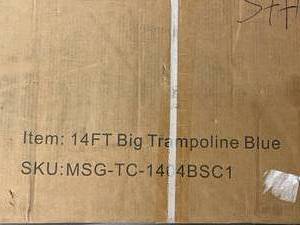 Item: 14FT Big Trampoline Blue
SKU:MSG-TC-1404BSC1